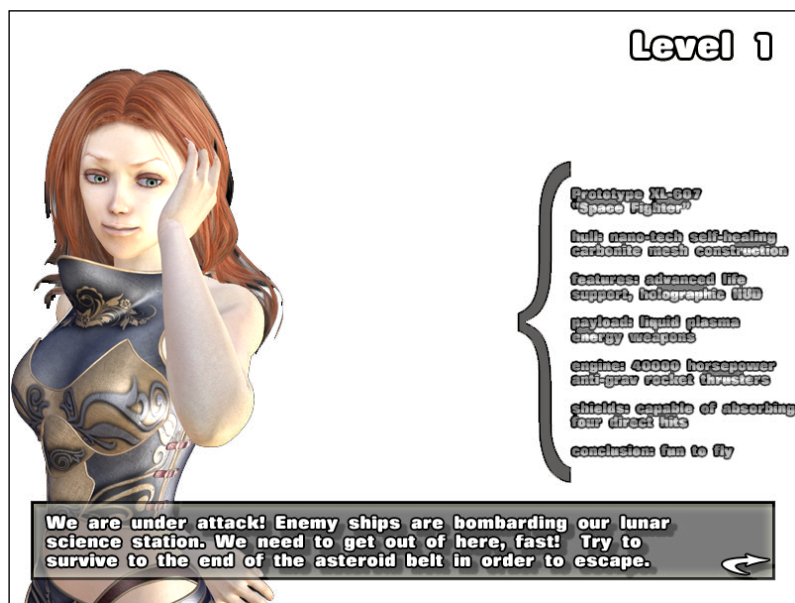 Level 1
Prototype XL-607
"Space Fighter"
hull: nano-tech self-healing
carbonite mesh construction
features: advanced life
support, holographic HUD
payload: liquid plasma
energy weapons
engine: 40000 horsepower
anti-grav rocket thrusters
shields: capable of absorbing
four direct hits
conclusion: fun to fly
We are under attack! Enemy ships are bombarding our lunar
science station. We need to get out of here, fast! Try to
survive to the end of the asteroid belt in order to escape.